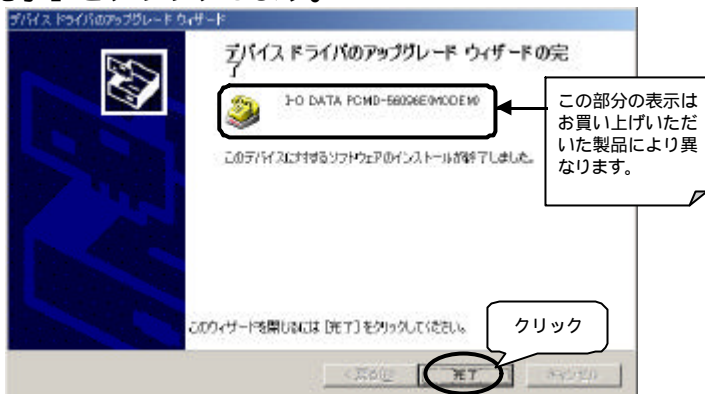 デバイス ドライバのアップグレード ウィザード
デバイス ドライバのアップグレード ウィザードの完
了
I-O DATA PCMD-56096E(MODEM)
この部分の表示は
お買い上げいただ
いた製品により異
なります。
このデバイスに対するソフトウェアのインストールが終了しました。
このウィザードを閉じるには [完了] をクリックしてください。
クリック
< 戻る(B)
完了
キャンセル